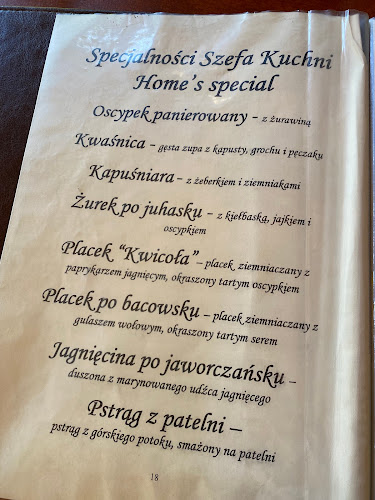 Specjalności Szefa Kuchni
Home's special
Oscypek panierowany - z żurawiną
Kwaśnica - gęsta zupa z kapusty, grochu i pęczaku
Kapuśniara - z żeberkiem i ziemniakami
Żurek po juhasku - z kiełbaską, jajkiem i
oscypkiem
Placek "Kwicoła" - placek ziemniaczany z
paprykarzem jagnięcym, okraszony tartym oscypkiem
Placek po bacowsku - placek ziemniaczany z
gulaszem wołowym, okraszony tartym serem
Jagnięcina po jaworczańsku -
duszona z marynowanego udźca jagnięcego
Pstrąg z patelni -
pstrąg z górskiego potoku, smażony na patelni
18